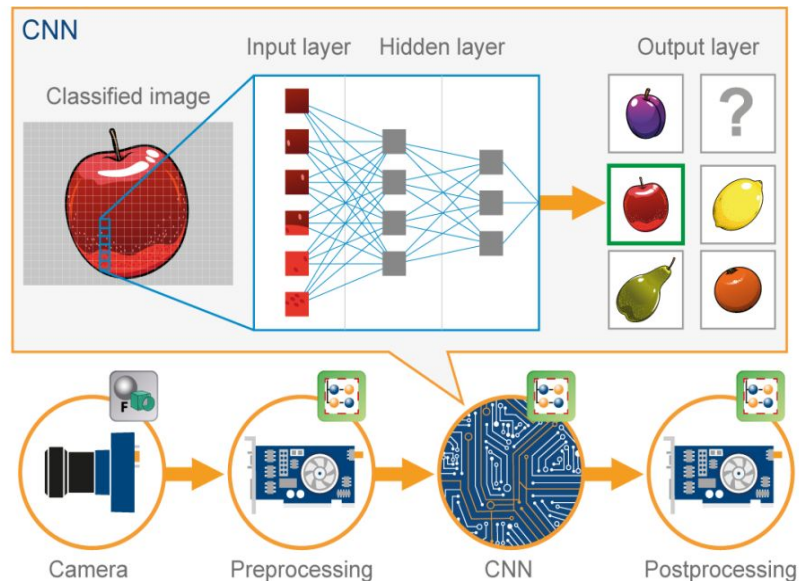 CNN
Input layer
Hidden layer
Output layer
Classified image
?
F
Camera
Preprocessing
CNN
Postprocessing